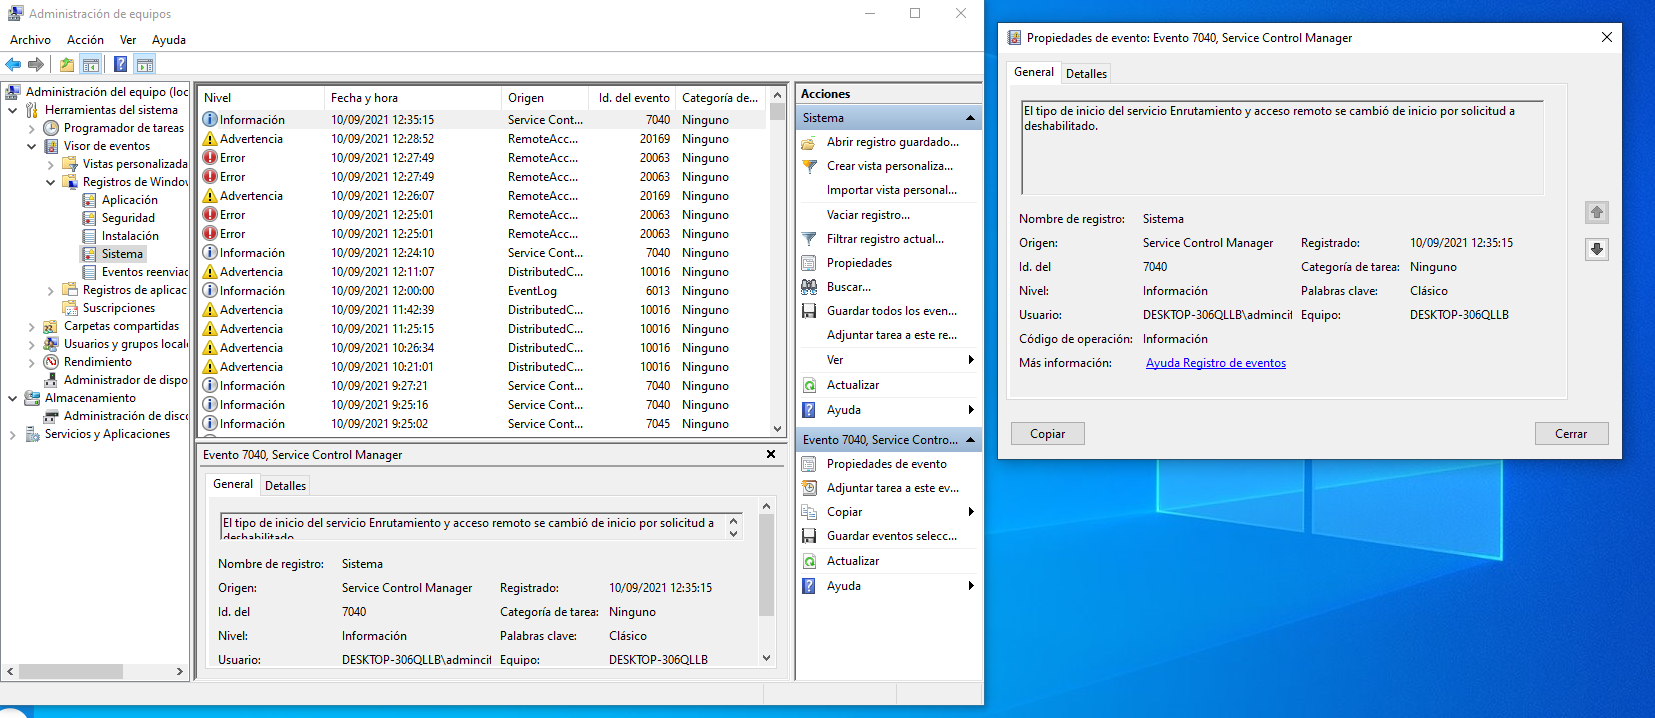 Administración de equipos
Archivo Acción Ver Ayuda
Administración del equipo (loc
Herramientas del sistema
Programador de tareas
Visor de eventos
Vistas personalizada
Registros de Window
Aplicación
Seguridad
Instalación
Sistema
Eventos reenviac
Registros de aplicac
Suscripciones
Carpetas compartidas
Usuarios y grupos locale
Rendimiento
Administrador de dispo
Almacenamiento
Administración de disco
Servicios y Aplicaciones
Nivel Fecha y hora Origen Id. del evento Categoría de...
Información 10/09/2021 12:35:15 Service Cont... 7040 Ninguno
Advertencia 10/09/2021 12:28:52 RemoteAcc... 20169 Ninguno
Error 10/09/2021 12:27:49 RemoteAcc... 20063 Ninguno
Error 10/09/2021 12:27:49 RemoteAcc... 20063 Ninguno
Advertencia 10/09/2021 12:26:07 RemoteAcc... 20169 Ninguno
Error 10/09/2021 12:25:01 RemoteAcc... 20063 Ninguno
Error 10/09/2021 12:25:01 RemoteAcc... 20063 Ninguno
Información 10/09/2021 12:24:10 Service Cont... 7040 Ninguno
Advertencia 10/09/2021 12:11:07 DistributedC... 10016 Ninguno
Información 10/09/2021 12:00:00 EventLog 6013 Ninguno
Advertencia 10/09/2021 11:42:39 DistributedC... 10016 Ninguno
Advertencia 10/09/2021 11:25:15 DistributedC... 10016 Ninguno
Advertencia 10/09/2021 10:26:34 DistributedC... 10016 Ninguno
Advertencia 10/09/2021 10:21:01 DistributedC... 10016 Ninguno
Información 10/09/2021 9:27:21 Service Cont... 7040 Ninguno
Información 10/09/2021 9:25:16 Service Cont... 7040 Ninguno
Información 10/09/2021 9:25:02 Service Cont... 7045 Ninguno
Evento 7040, Service Control Manager
General Detalles
El tipo de inicio del servicio Enrutamiento y acceso remoto se cambió de inicio por solicitud a
deshabilitado.
Nombre de registro: Sistema
Origen: Service Control Manager Registrado: 10/09/2021 12:35:15
Id. del 7040 Categoría de tarea: Ninguno
Nivel: Información Palabras clave: Clásico
Usuario: DESKTOP-306QLLB\admincif Equipo: DESKTOP-306QLLB
Acciones
Sistema
Abrir registro guardado...
Crear vista personaliza...
Importar vista personal...
Vaciar registro...
Filtrar registro actual...
Propiedades
Buscar...
Guardar todos los even...
Adjuntar tarea a este re...
Ver
Actualizar
Ayuda
Evento 7040, Service Contro...
Propiedades de evento
Adjuntar tarea a este ev...
Copiar
Guardar eventos selecc...
Actualizar
Ayuda
Propiedades de evento: Evento 7040, Service Control Manager
General Detalles
El tipo de inicio del servicio Enrutamiento y acceso remoto se cambió de inicio por solicitud a
deshabilitado.
Nombre de registro: Sistema
Origen: Service Control Manager Registrado: 10/09/2021 12:35:15
Id. del 7040 Categoría de tarea: Ninguno
Nivel: Información Palabras clave: Clásico
Usuario: DESKTOP-306QLLB\admincif Equipo: DESKTOP-306QLLB
Código de operación: Información
Más información: Ayuda Registro de eventos
Copiar Cerrar